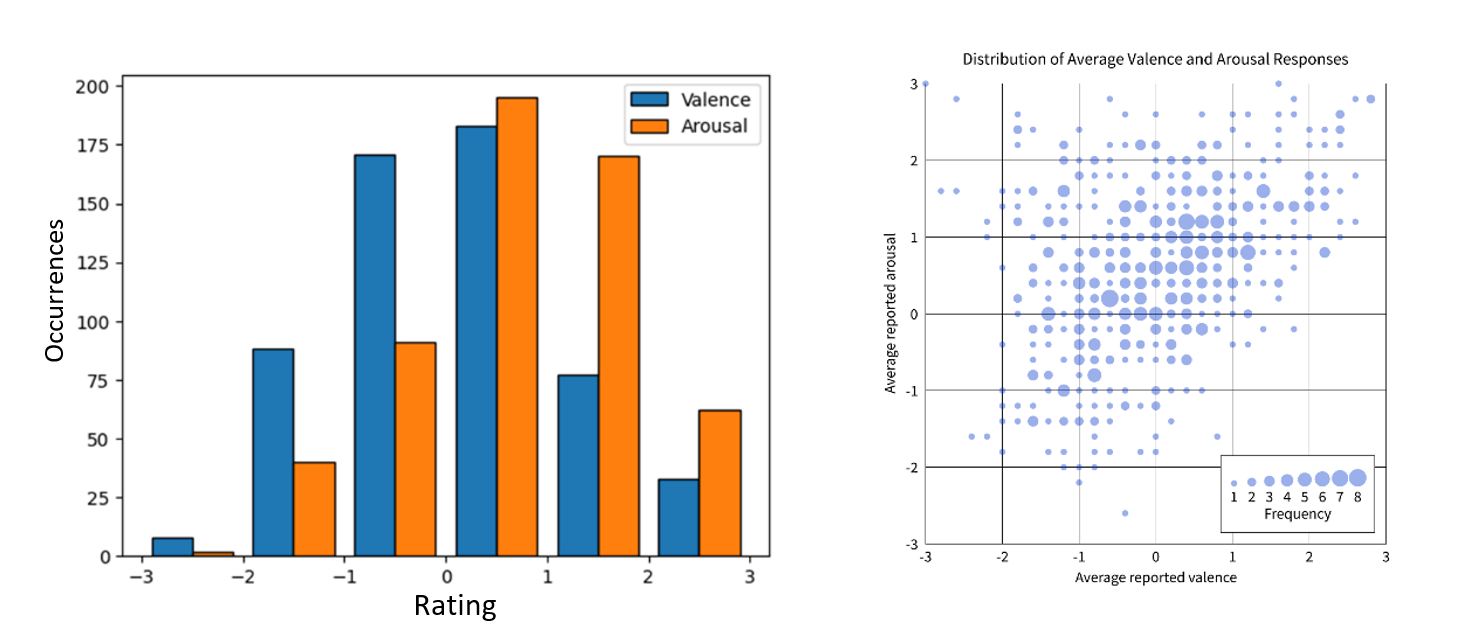 200
175
150
125
100
75
50
25
0
Occurrences
Valence
Arousal
−3 −2 −1 0 1 2 3
Rating
Distribution of Average Valence and Arousal Responses
3
2
1
0
-1
-2
-3
Average reported arousal
1 2 3 4 5 6 7 8
Frequency
-3 -2 -1 0 1 2 3
Average reported valence